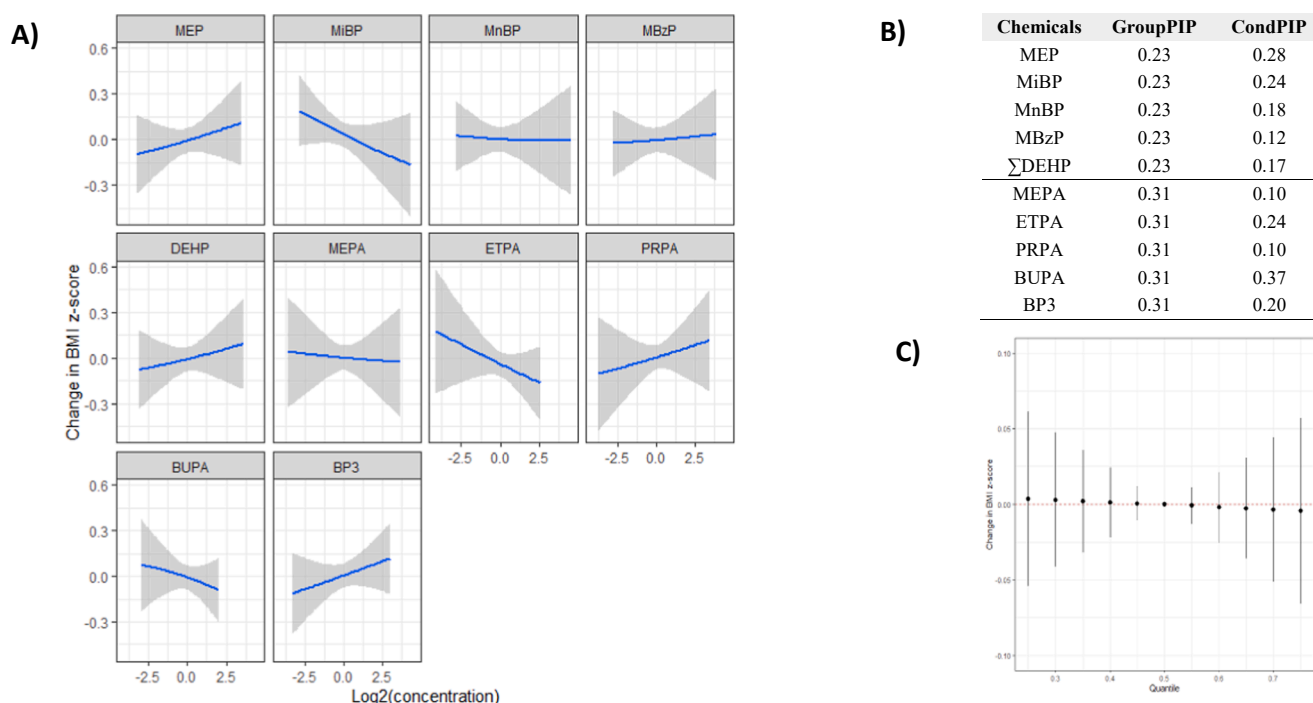 A)
MEP MiBP MnBP MBzP
0.6
0.3
0.0
-0.3
DEHP MEPA ETPA PRPA
0.6
0.3
0.0
-0.3
-2.5 0.0 2.5 -2.5 0.0 2.5
BUPA BP3
0.6
0.3
0.0
-0.3
-2.5 0.0 2.5 -2.5 0.0 2.5
Change in BMI z-score
Log2(concentration)
B)
Chemicals GroupPIP CondPIP
MEP 0.23 0.28
MiBP 0.23 0.24
MnBP 0.23 0.18
MBzP 0.23 0.12
∑DEHP 0.23 0.17
MEPA 0.31 0.10
ETPA 0.31 0.24
PRPA 0.31 0.10
BUPA 0.31 0.37
BP3 0.31 0.20
C)
0.10
0.05
0.00
-0.05
-0.10
Change in BMI z-score
0.3 0.4 0.5 0.6 0.7
Quantile